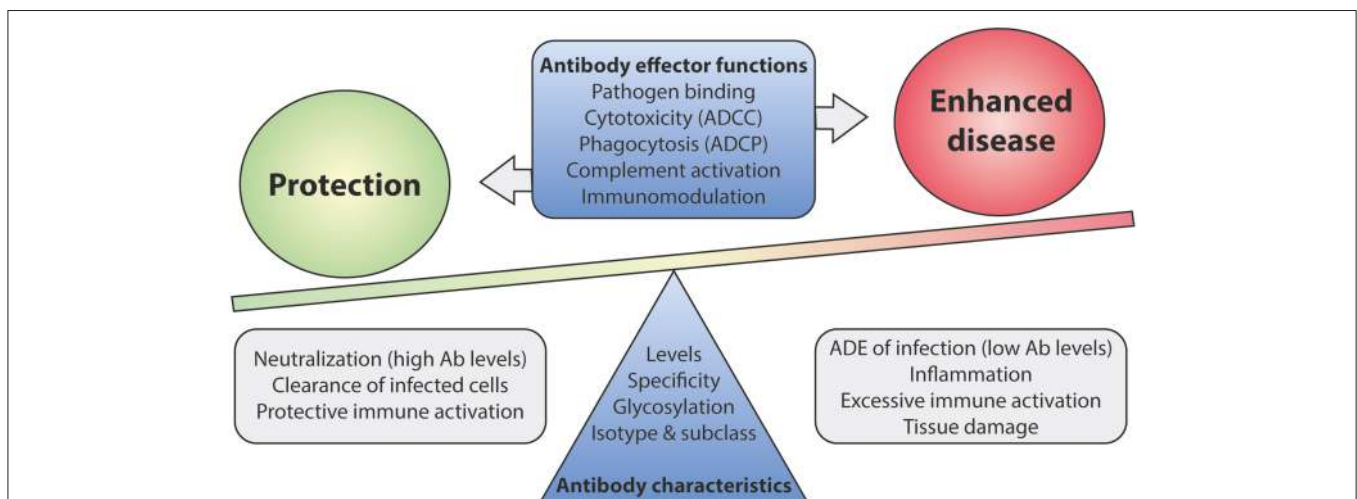 Antibody effector functions
Pathogen binding
Cytotoxicity (ADCC)
Phagocytosis (ADCP)
Complement activation
Immunomodulation
Protection
Enhanced
disease
Neutralization (high Ab levels)
Clearance of infected cells
Protective immune activation
Levels
Specificity
Glycosylation
Isotype & subclass
Antibody characteristics
ADE of infection (low Ab levels)
Inflammation
Excessive immune activation
Tissue damage